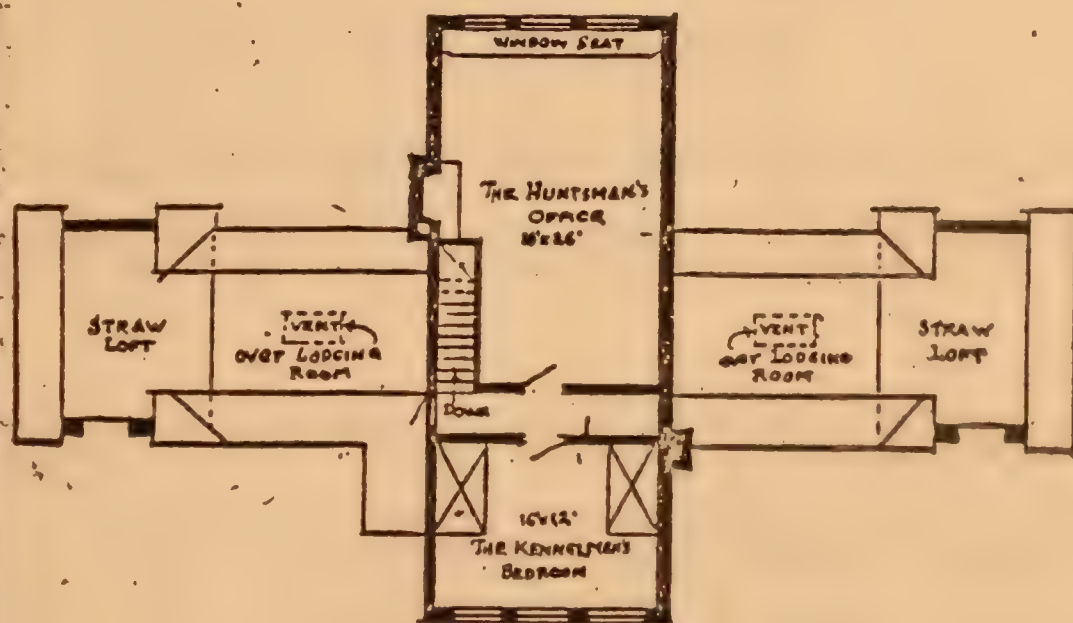 WINDOW SEAT
THE HUNTSMAN'S
OFFICE
STRAW
LOFT
VENT
OVER LODGING
ROOM
VENT
LODGING
ROOM
STRAW
LOFT
DOWN
THE KENNELMAN'S
BEDROOM